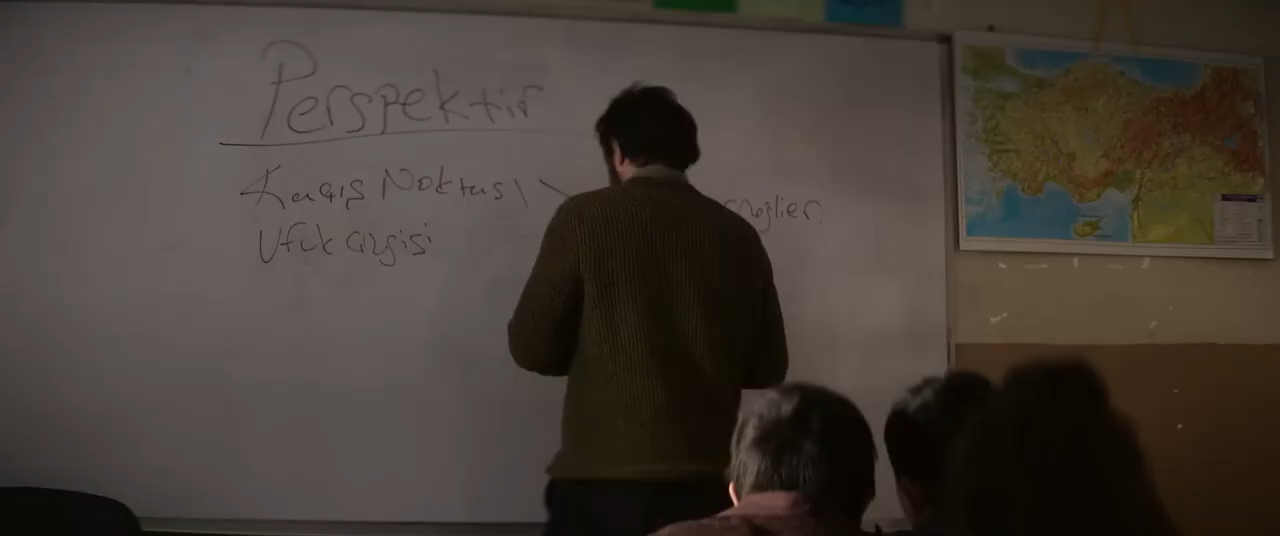 Perspektif
Kaçış Noktası
Ufuk Çizgisi